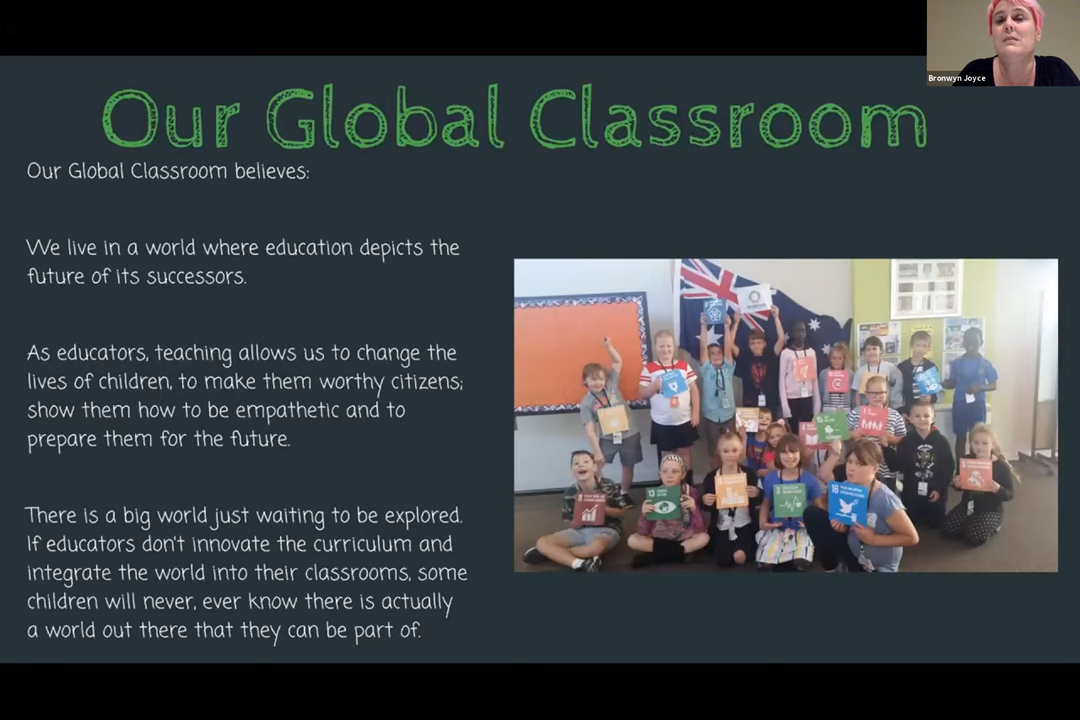 Bronwyn Joyce
Our Global Classroom
Our Global Classroom believes:
We live in a world where education depicts the
future of its successors.
As educators, teaching allows us to change the
lives of children, to make them worthy citizens;
show them how to be empathetic and to
prepare them for the future.
There is a big world just waiting to be explored.
If educators don't innovate the curriculum and
integrate the world into their classrooms, some
children will never, ever know there is actually
a world out there that they can be part of.
13
16